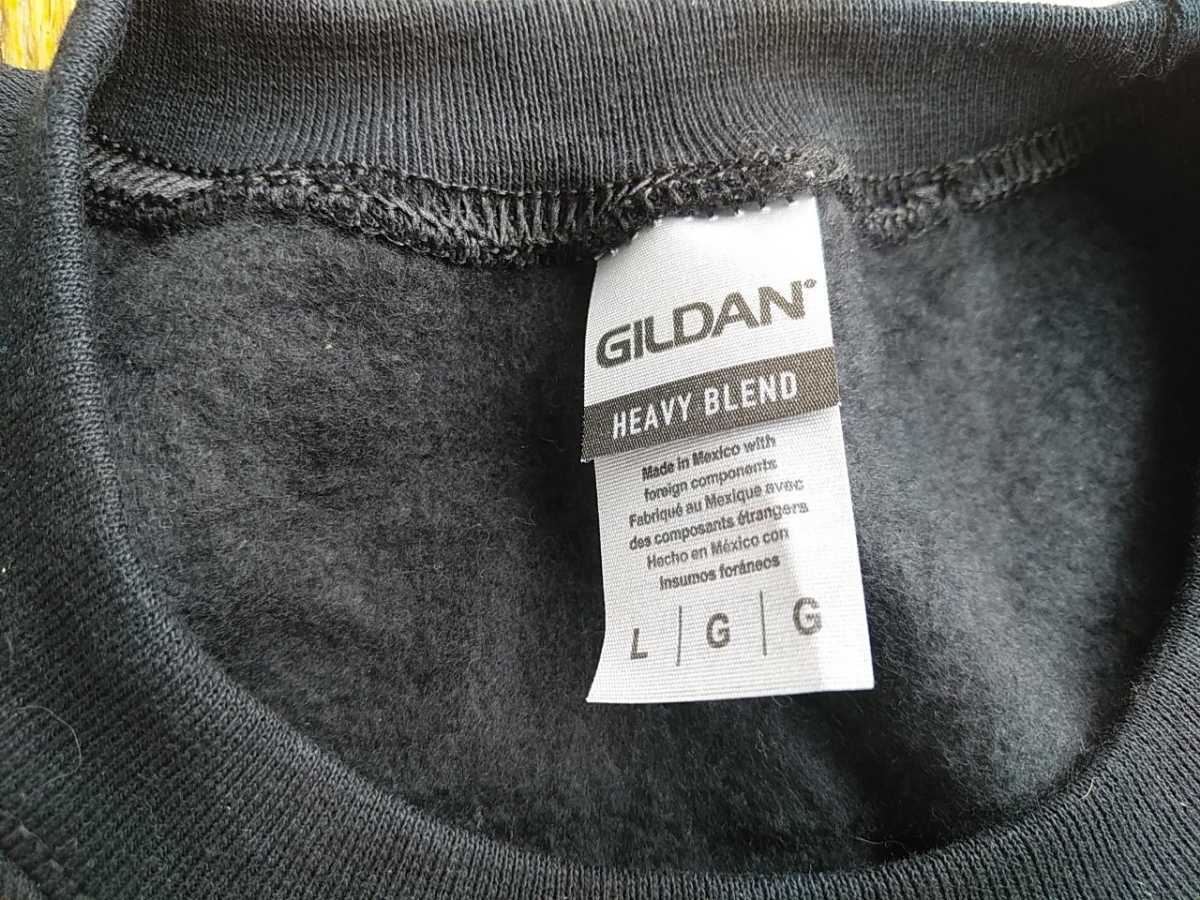 GILDAN®
HEAVY BLEND
Made in Mexico with
foreign components
Fabriqué au Mexique avec
des composants étrangers
Hecho en México con
insumos foráneos
L | G | G